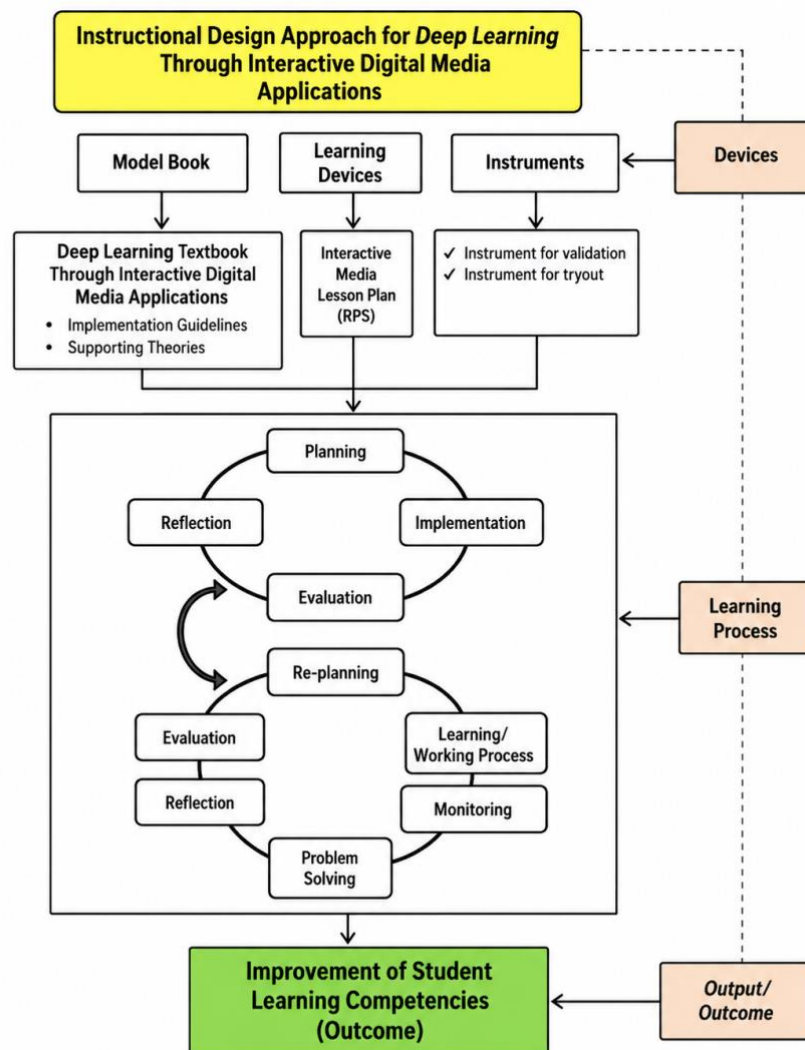 Instructional Design Approach for Deep Learning
Through Interactive Digital Media
Applications
Model Book
Learning
Devices
Instruments
Devices
Deep Learning Textbook
Through Interactive Digital
Media Applications
• Implementation Guidelines
• Supporting Theories
Interactive
Media
Lesson Plan
(RPS)
✓ Instrument for validation
✓ Instrument for tryout
Planning
Reflection
Implementation
Evaluation
Learning
Process
Re-planning
Evaluation
Learning/
Working Process
Reflection
Monitoring
Problem
Solving
Improvement of Student
Learning Competencies
(Outcome)
Output/
Outcome